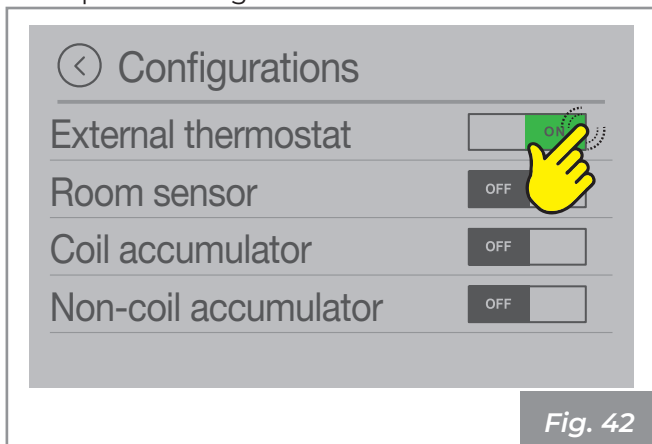 Configurations
External thermostat
ON
Room sensor
OFF
Coil accumulator
OFF
Non-coil accumulator
OFF
Fig. 42